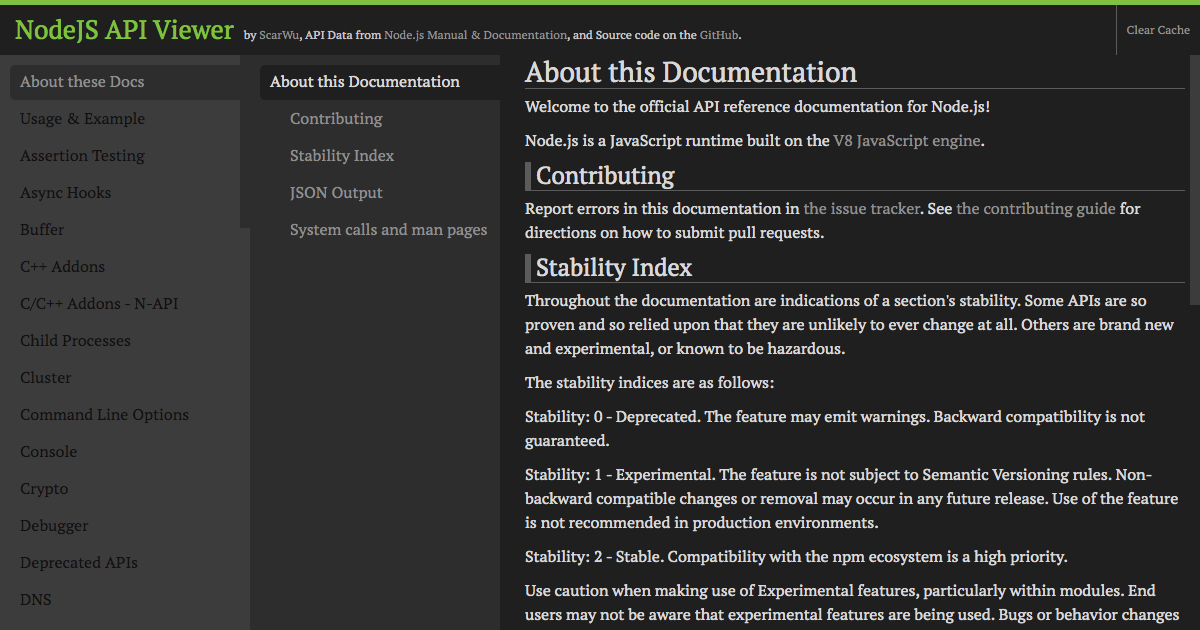 NodeJS API Viewer by ScarWu, API Data from Node.js Manual & Documentation, and Source code on the GitHub.
Clear Cache
About these Docs
Usage & Example
Assertion Testing
Async Hooks
Buffer
C++ Addons
C/C++ Addons - N-API
Child Processes
Cluster
Command Line Options
Console
Crypto
Debugger
Deprecated APIs
DNS
About this Documentation
Contributing
Stability Index
JSON Output
System calls and man pages
About this Documentation
Welcome to the official API reference documentation for Node.js!
Node.js is a JavaScript runtime built on the V8 JavaScript engine.
Contributing
Report errors in this documentation in the issue tracker. See the contributing guide for
directions on how to submit pull requests.
Stability Index
Throughout the documentation are indications of a section's stability. Some APIs are so
proven and so relied upon that they are unlikely to ever change at all. Others are brand new
and experimental, or known to be hazardous.
The stability indices are as follows:
Stability: 0 - Deprecated. The feature may emit warnings. Backward compatibility is not
guaranteed.
Stability: 1 - Experimental. The feature is not subject to Semantic Versioning rules. Non-
backward compatible changes or removal may occur in any future release. Use of the feature
is not recommended in production environments.
Stability: 2 - Stable. Compatibility with the npm ecosystem is a high priority.
Use caution when making use of Experimental features, particularly within modules. End
users may not be aware that experimental features are being used. Bugs or behavior changes